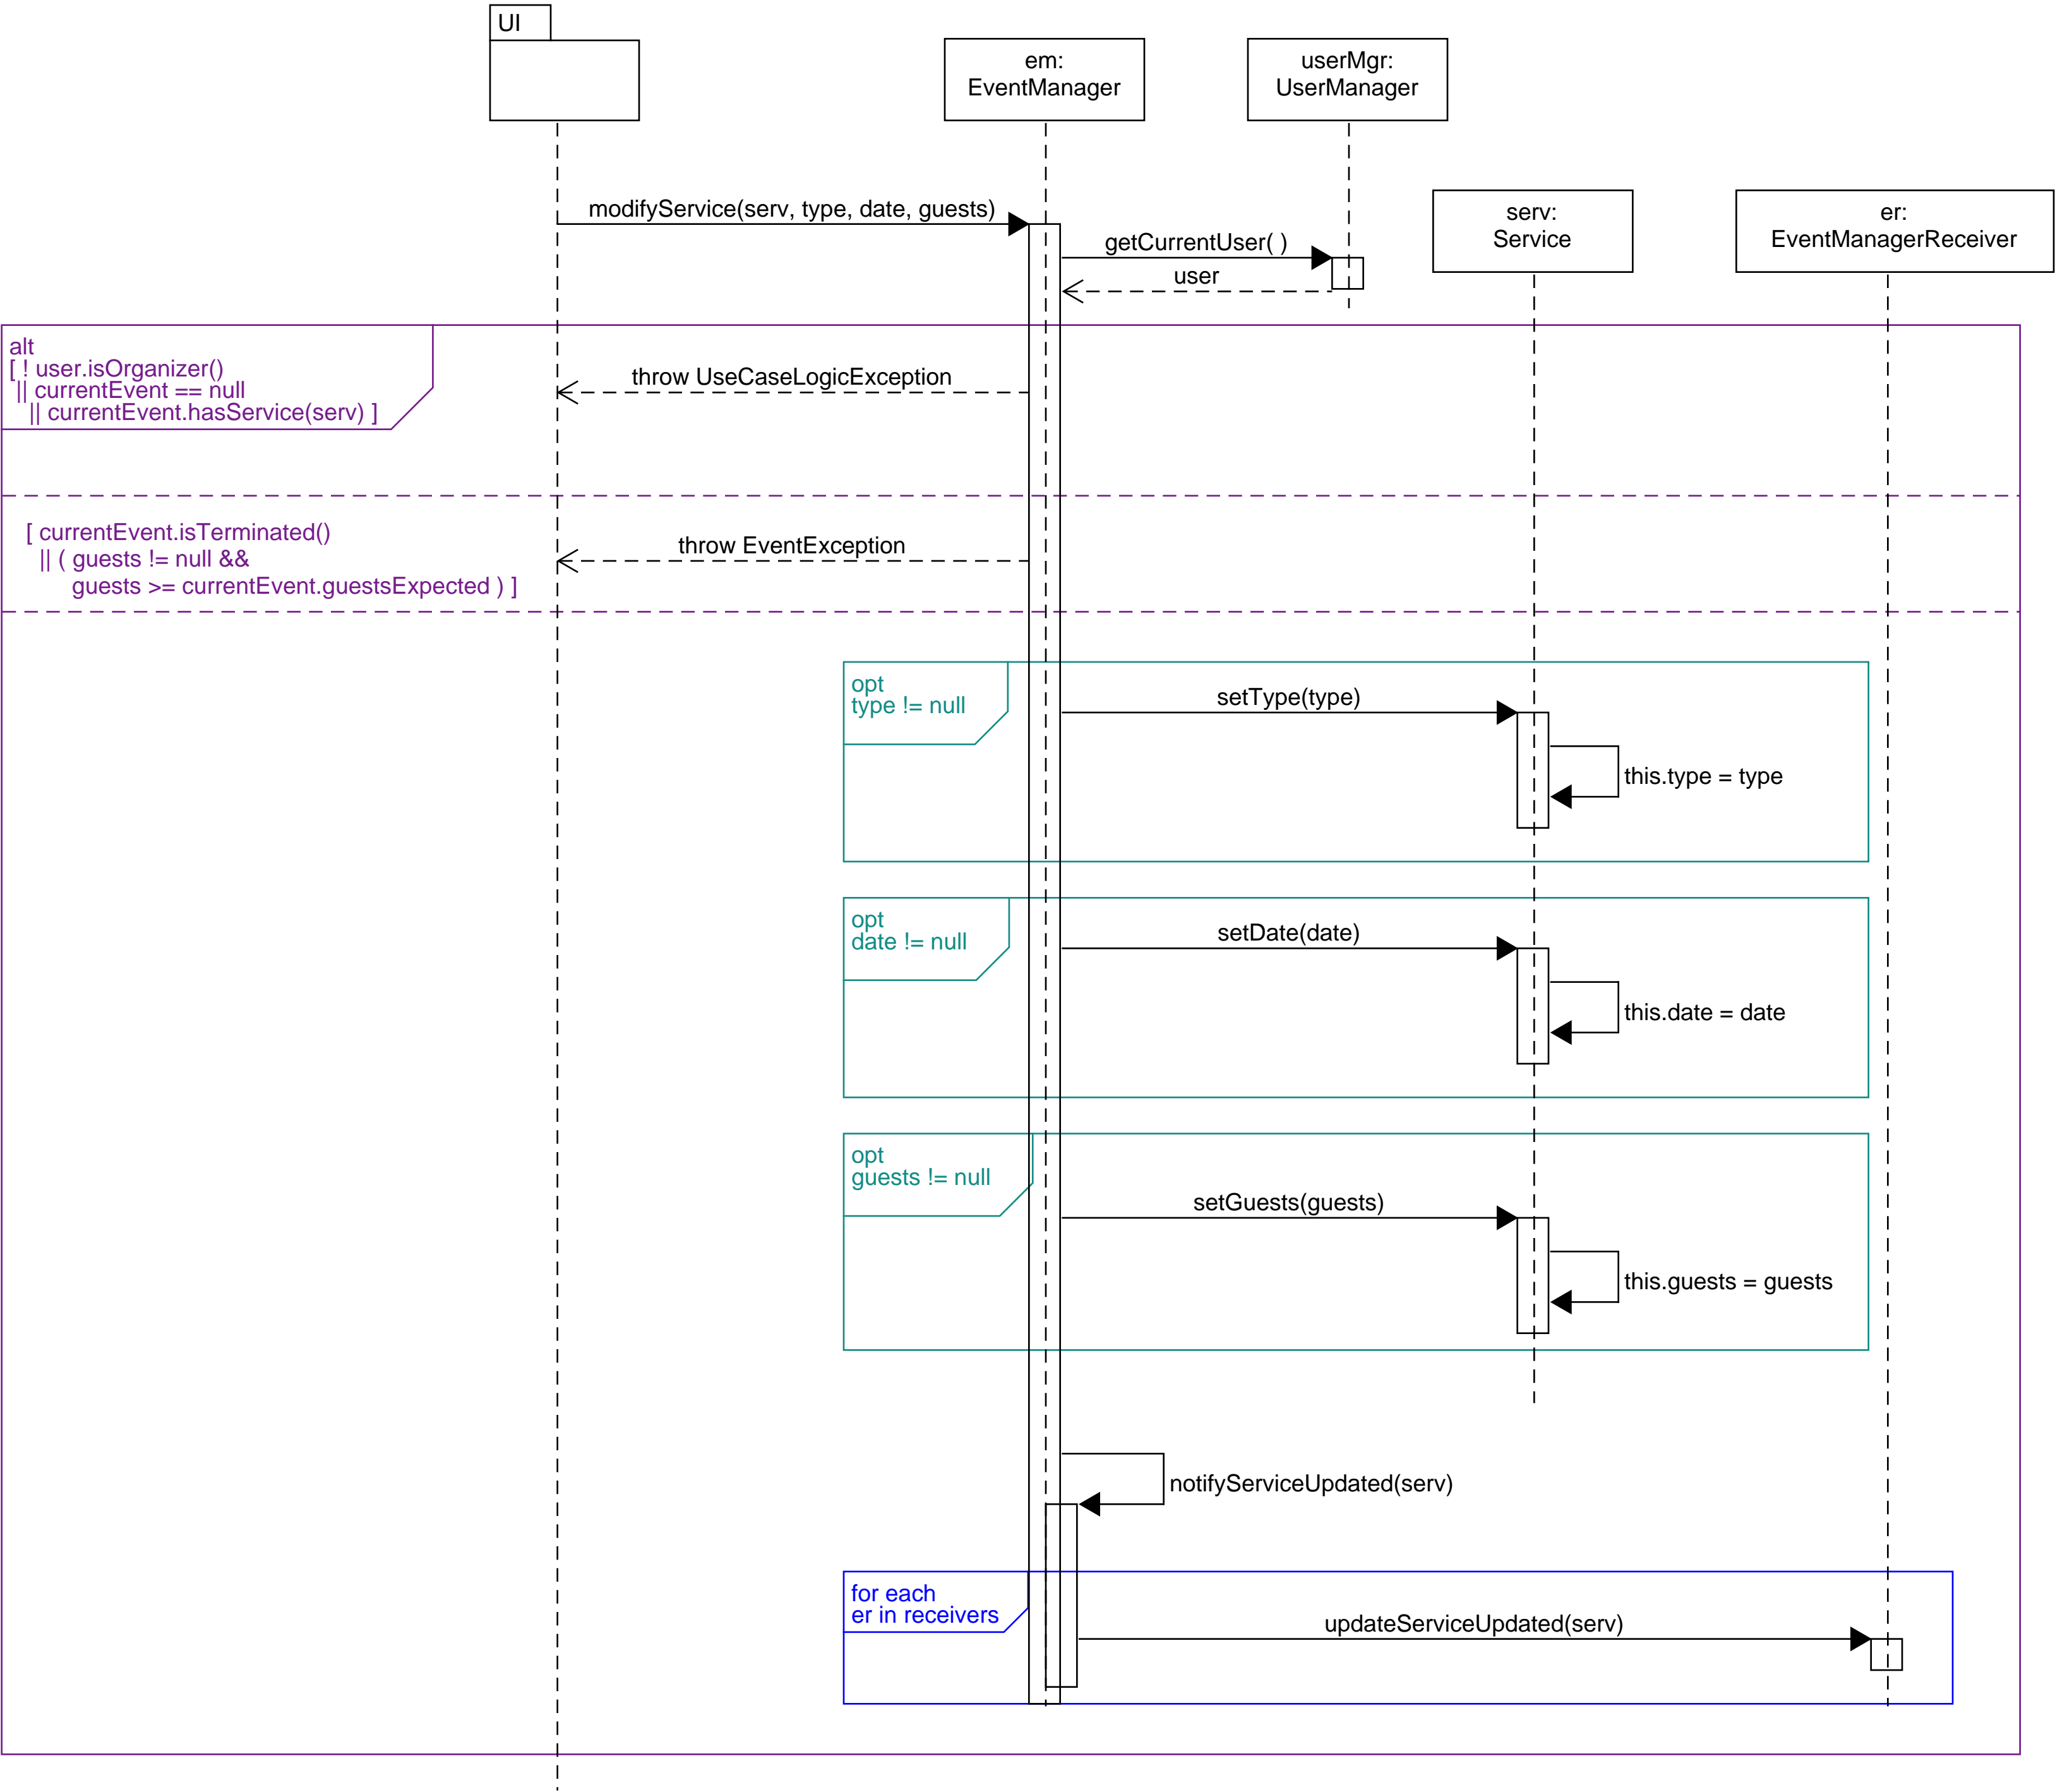 UI
em:
EventManager
userMgr:
UserManager
modifyService(serv, type, date, guests)
serv:
Service
er:
EventManagerReceiver
getCurrentUser( )
user
alt
[ ! user.isOrganizer()
|| currentEvent == null
|| currentEvent.hasService(serv) ]
throw UseCaseLogicException
[ currentEvent.isTerminated()
|| ( guests != null &&
guests >= currentEvent.guestsExpected ) ]
throw EventException
opt
type != null
setType(type)
this.type = type
opt
date != null
setDate(date)
this.date = date
opt
guests != null
setGuests(guests)
this.guests = guests
notifyServiceUpdated(serv)
for each
er in receivers
updateServiceUpdated(serv)